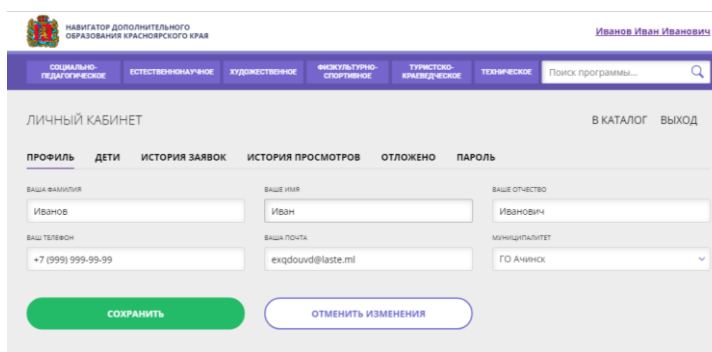 НАВИГАТОР ДОПОЛНИТЕЛЬНОГО
ОБРАЗОВАНИЯ КРАСНОЯРСКОГО КРАЯ
Иванов Иван Иванович
СОЦИАЛЬНО-
ПЕДАГОГИЧЕСКОЕ
ЕСТЕСТВЕННОНАУЧНОЕ
ХУДОЖЕСТВЕННОЕ
ФИЗКУЛЬТУРНО-
СПОРТИВНОЕ
ТУРИСТСКО-
КРАЕВЕДЧЕСКОЕ
ТЕХНИЧЕСКОЕ
Поиск программы...
ЛИЧНЫЙ КАБИНЕТ
В КАТАЛОГ ВЫХОД
ПРОФИЛЬ ДЕТИ ИСТОРИЯ ЗАЯВОК ИСТОРИЯ ПРОСМОТРОВ ОТЛОЖЕНО ПАРОЛЬ
ВАША ФАМИЛИЯ ВАШЕ ИМЯ ВАШЕ ОТЧЕСТВО
Иванов Иван Иванович
ВАШ ТЕЛЕФОН ВАША ПОЧТА МУНИЦИПАЛИТЕТ
+7 (999) 999-99-99 exqdouvd@laste.ml ГО Ачинск
СОХРАНИТЬ ОТМЕНИТЬ ИЗМЕНЕНИЯ